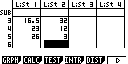 List 1 List 2 List 3 List 4
SUB
3 16.5 32
4 23 12
5 26 3
6
GRPH CALC TEST INTR DIST ▷